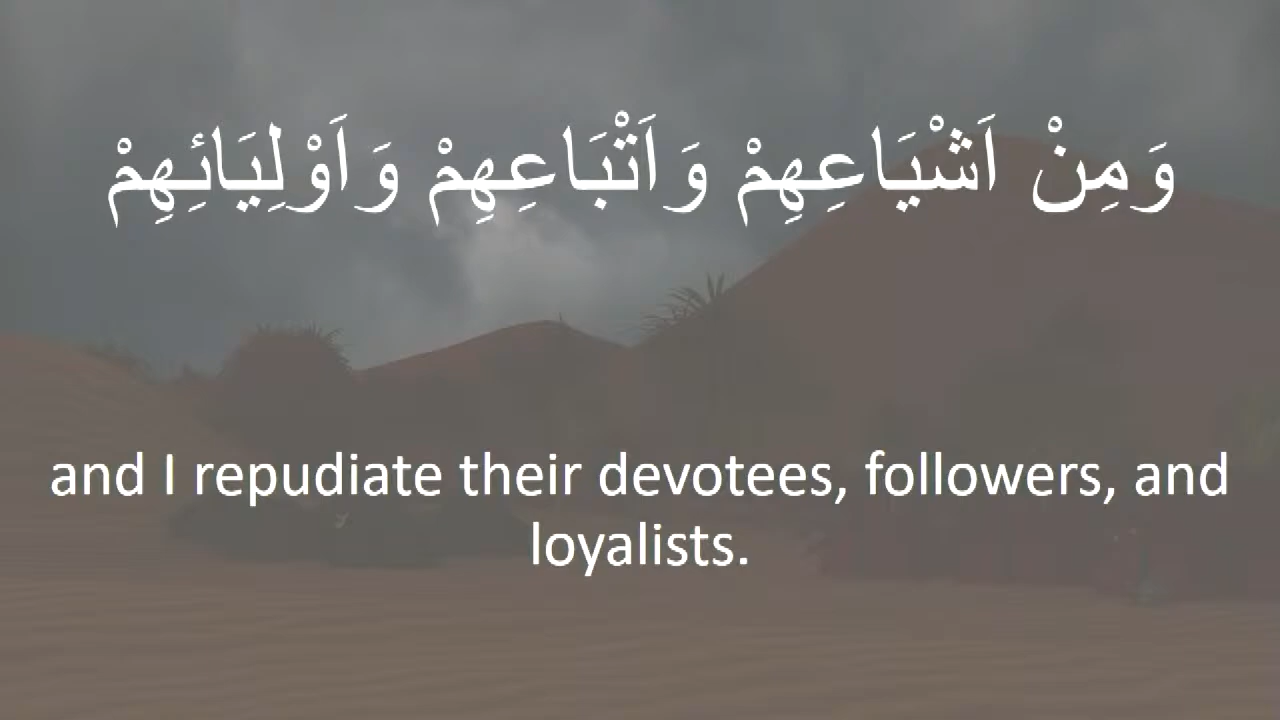 وَمِنْ اَشْيَاعِهِمْ وَاَتْبَاعِهِمْ وَاَوْلِيَائِهِمْ
and I repudiate their devotees, followers, and
loyalists.